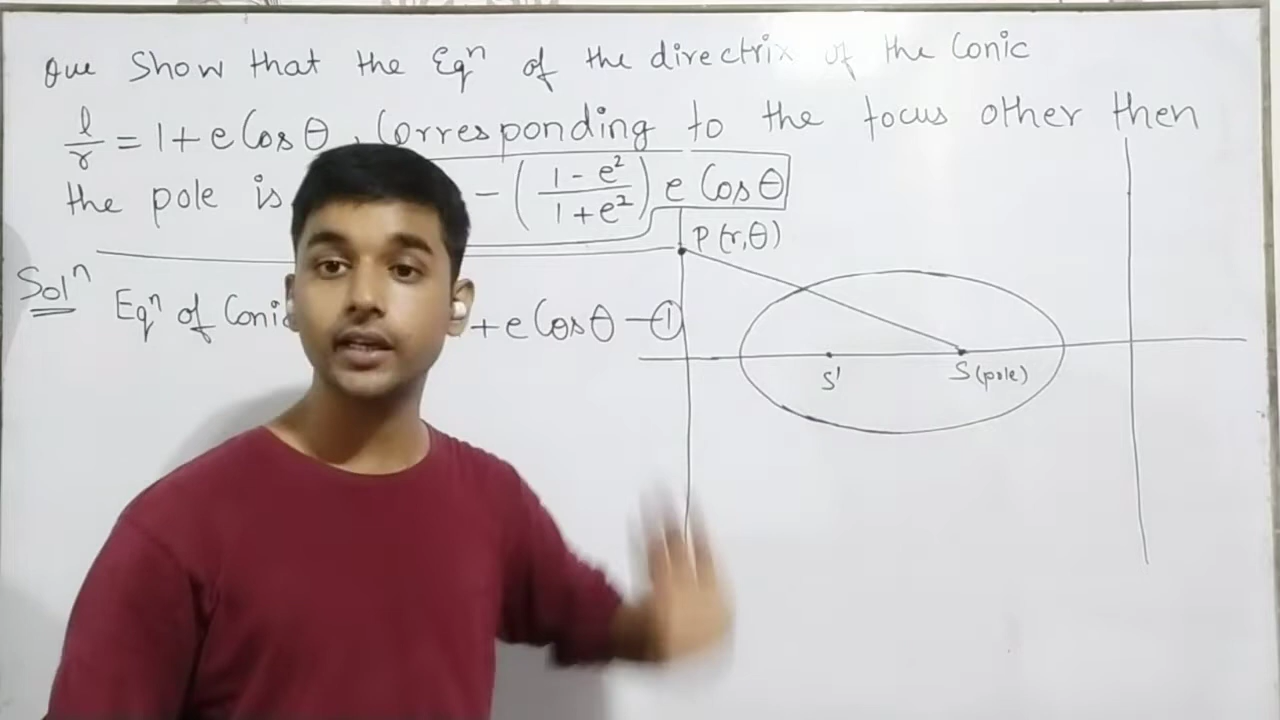 Que Show that the Eqⁿ of the directrix of the Conic
l/r = 1 + e Cos θ, Corresponding to the focus other then
the pole is - ( (1 - e²)/(1 + e²) ) e Cos θ
P(r, θ)
Solⁿ Eqⁿ of Conic + e Cos θ — ①
S' S(pole)